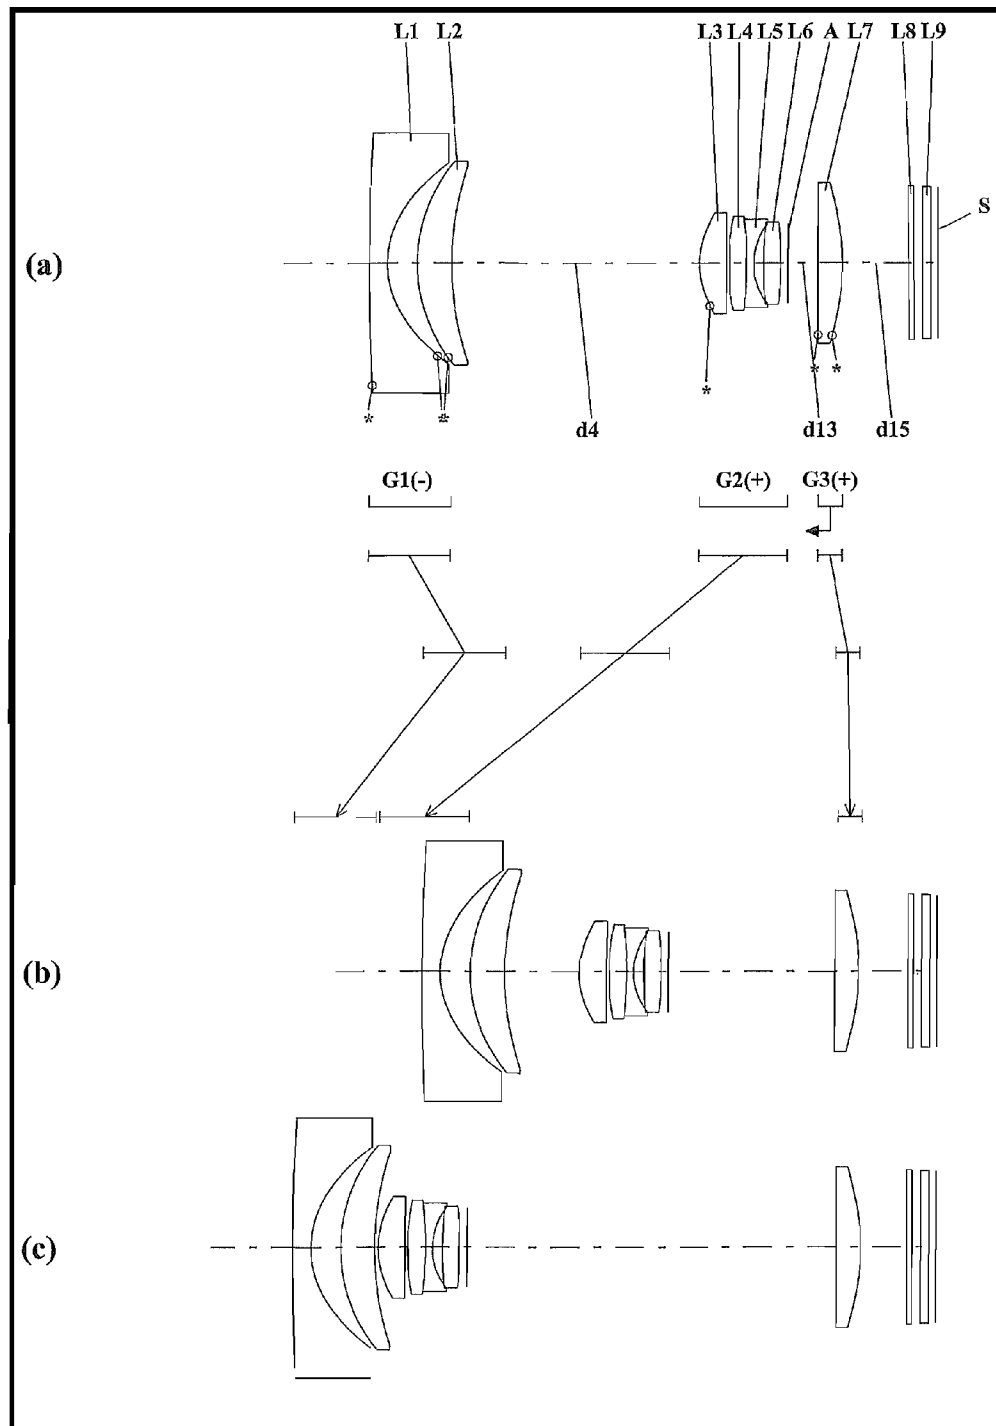 L1 L2 L3 L4 L5 L6 A L7 L8 L9
S
(a)
* ** * * *
d4 d13 d15
G1(-) G2(+) G3(+)
(b)
(c)